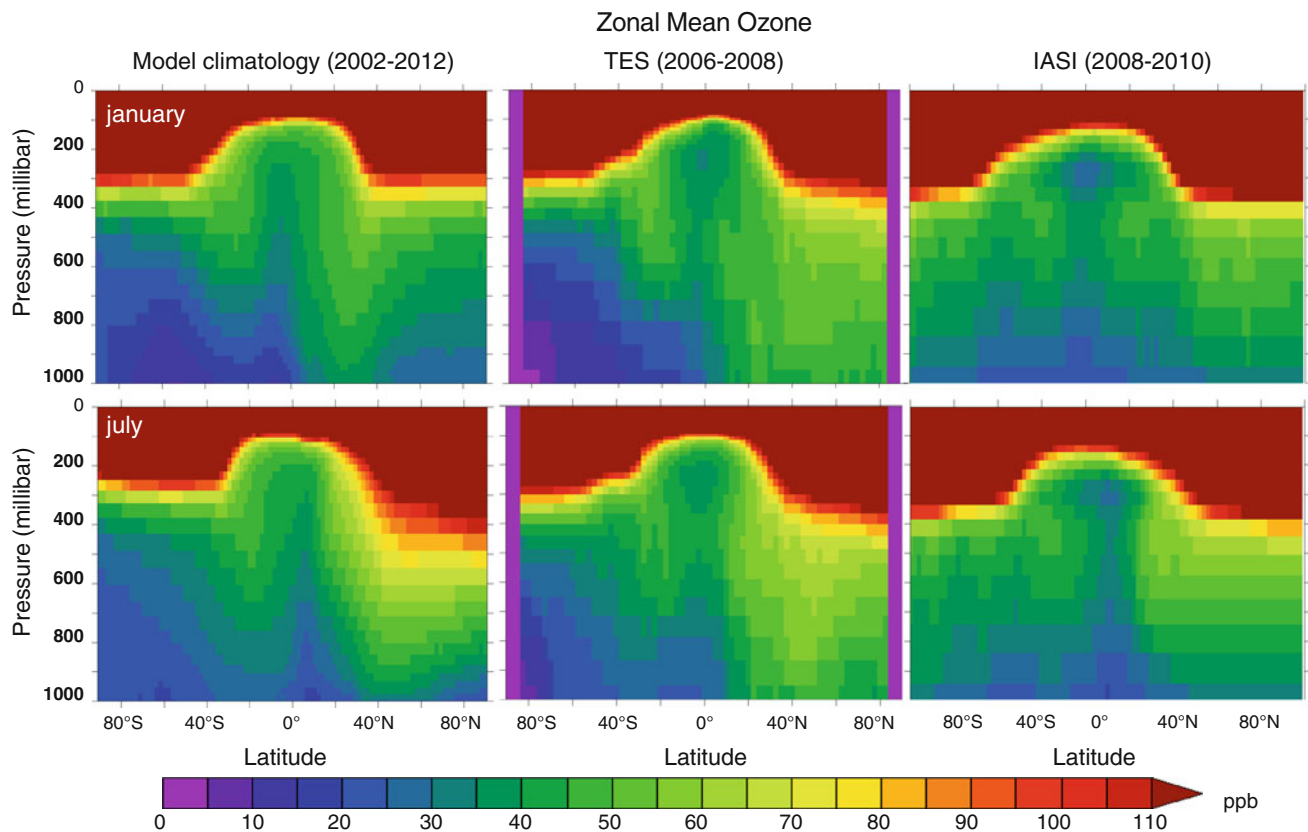 Zonal Mean Ozone
Model climatology (2002-2012) TES (2006-2008) IASI (2008-2010)
january
Pressure (millibar)
0
200
400
600
800
1000
july
Pressure (millibar)
0
200
400
600
800
1000
80°S 40°S 0° 40°N 80°N 80°S 40°S 0° 40°N 80°N 80°S 40°S 0° 40°N 80°N
Latitude Latitude Latitude
0 10 20 30 40 50 60 70 80 90 100 110 ppb